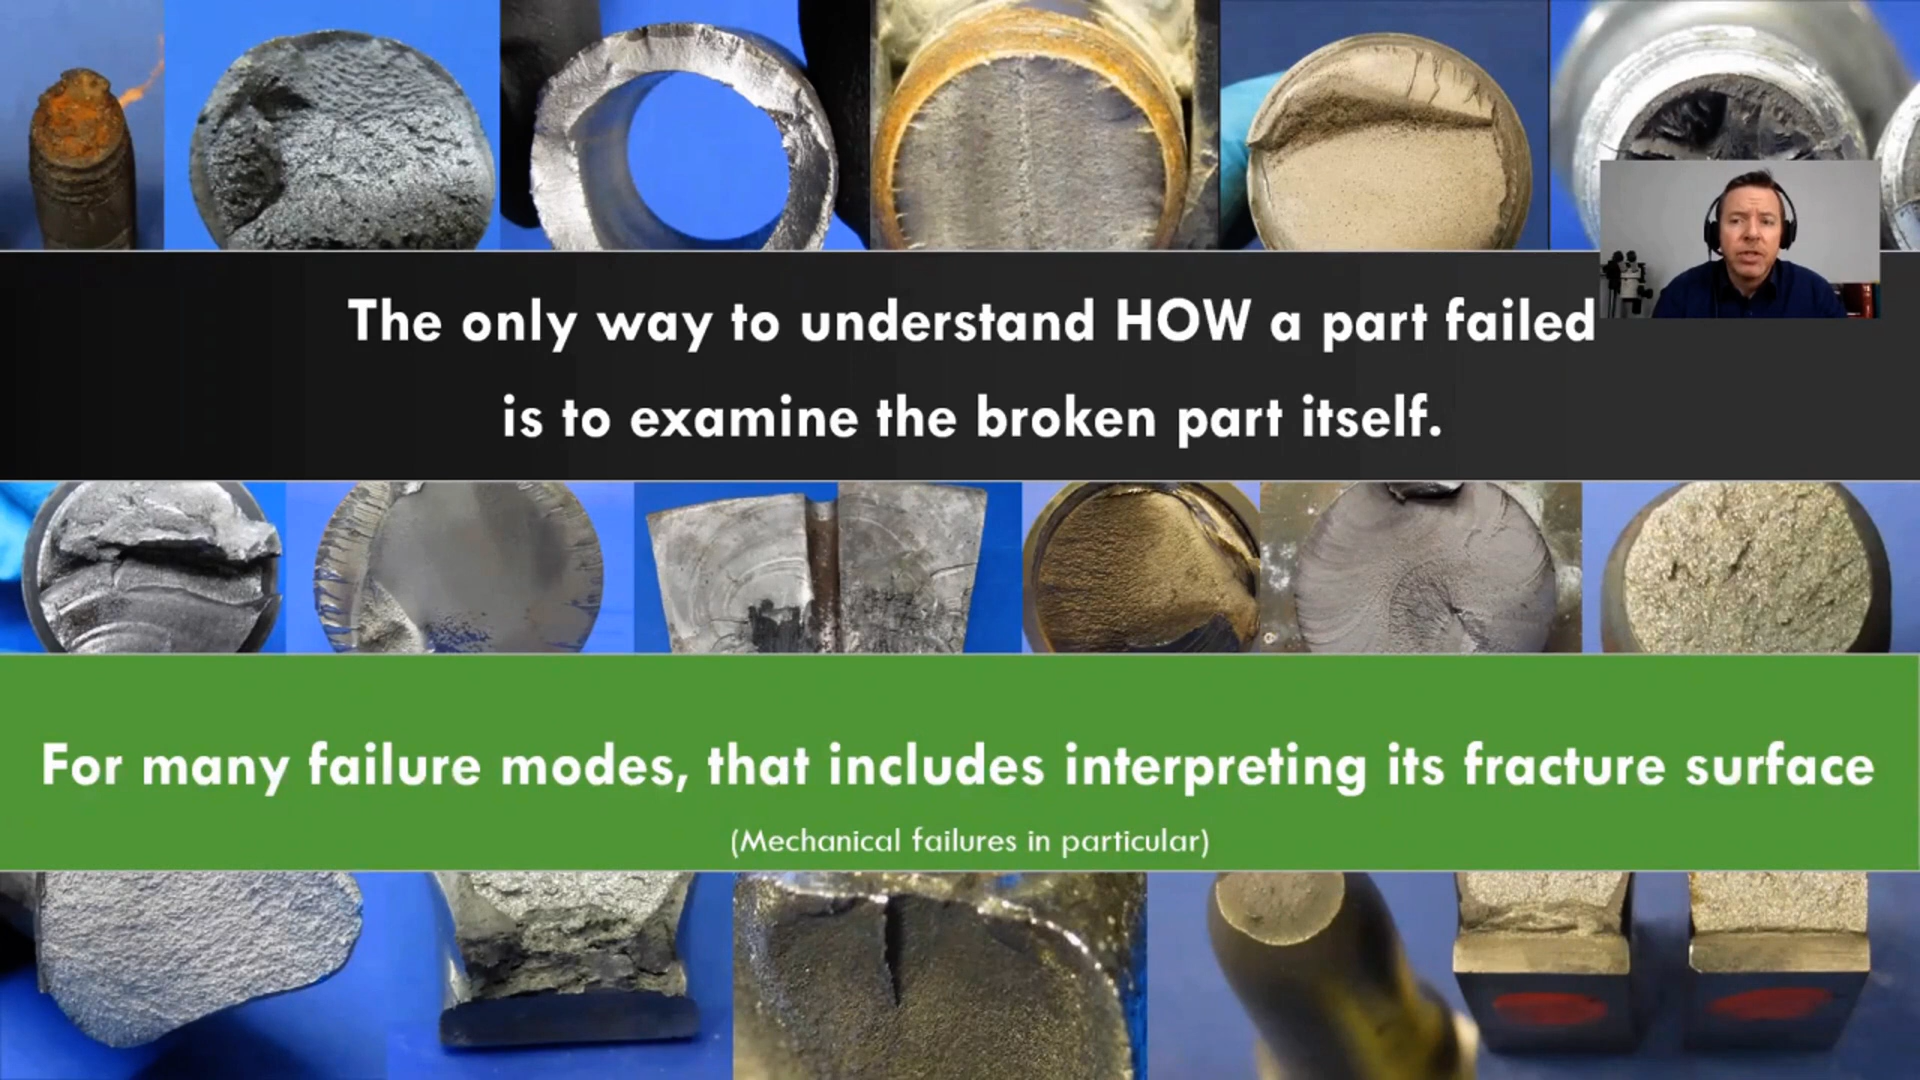 The only way to understand HOW a part failed
is to examine the broken part itself.
For many failure modes, that includes interpreting its fracture surface
(Mechanical failures in particular)